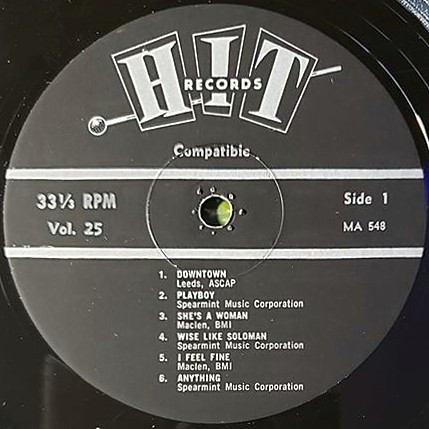 HIT
RECORDS
Compatible
33⅓ RPM
Side 1
Vol. 25
MA 548
1. DOWNTOWN
Leeds, ASCAP
2. PLAYBOY
Spearmint Music Corporation
3. SHE'S A WOMAN
Maclen, BMI
4. WISE LIKE SOLOMAN
Spearmint Music Corporation
5. I FEEL FINE
Maclen, BMI
6. ANYTHING
Spearmint Music Corporation